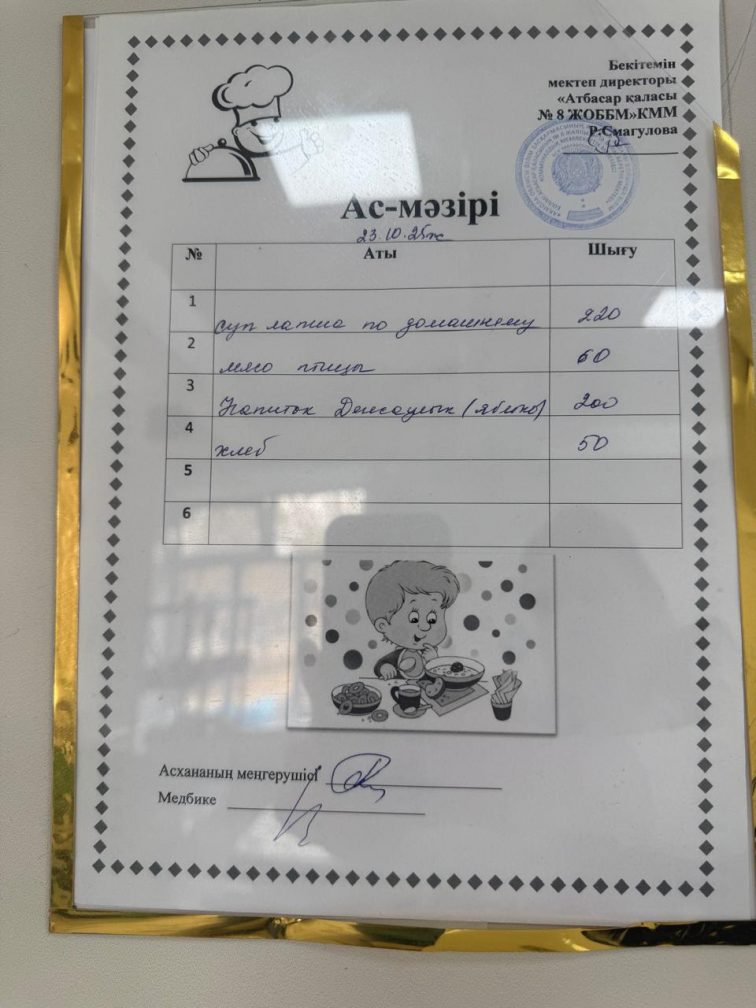 Бекітемін
мектеп директоры
«Атбасар қаласы
№ 8 ЖОББМ»КММ
Р.Смагулова
Ас-мәзірі
23.10.25ж
№ Аты Шығу
1 суп лапша по домашнему 220
2 мясо птицы 60
3 Напиток Денсаулык (яблоко) 200
4 хлеб 50
5
6
Асхананың меңгерушісі
Медбике